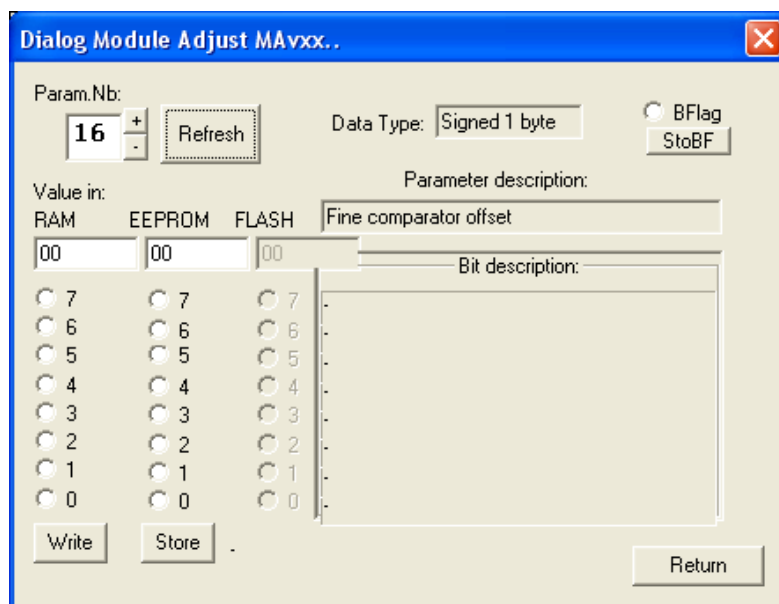 Dialog Module Adjust MAvxx..
Param.Nb:
16 + - Refresh Data Type: Signed 1 byte BFlag
StoBF
Parameter description:
Value in:
RAM EEPROM FLASH Fine comparator offset
00 00 00
Bit description:
7 7 7 -
6 6 6 -
5 5 5 -
4 4 4 -
3 3 3 -
2 2 2 -
1 1 1 -
0 0 0 -
Write Store -
Return